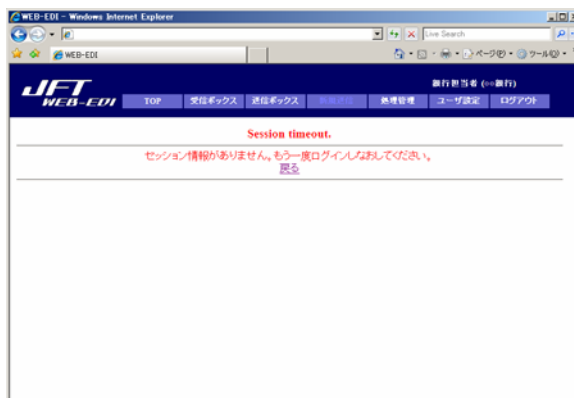 WEB-EDI - Windows Internet Explorer
Live Search
WEB-EDI
ページ(P) ツール(O)
銀行担当者 (○○銀行)
JFT
WEB-EDI
TOP 受信ボックス 送信ボックス 新規送信 処理管理 ユーザ設定 ログアウト
Session timeout.
セッション情報がありません。もう一度ログインしなおしてください。
戻る